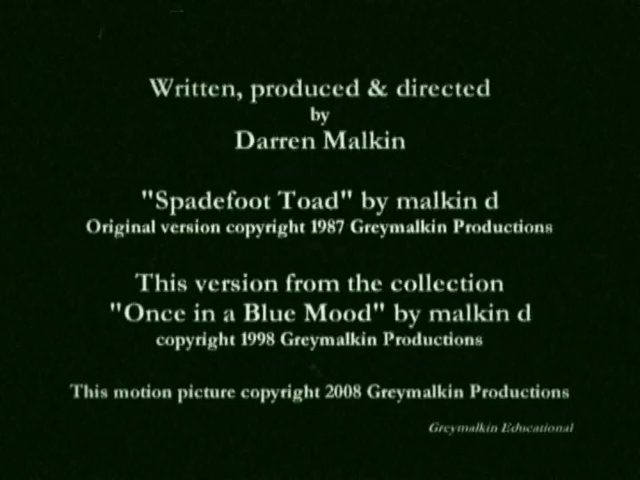 Written, produced & directed
by
Darren Malkin
"Spadefoot Toad" by malkin d
Original version copyright 1987 Greymalkin Productions
This version from the collection
"Once in a Blue Mood" by malkin d
copyright 1998 Greymalkin Productions
This motion picture copyright 2008 Greymalkin Productions
Greymalkin Educational